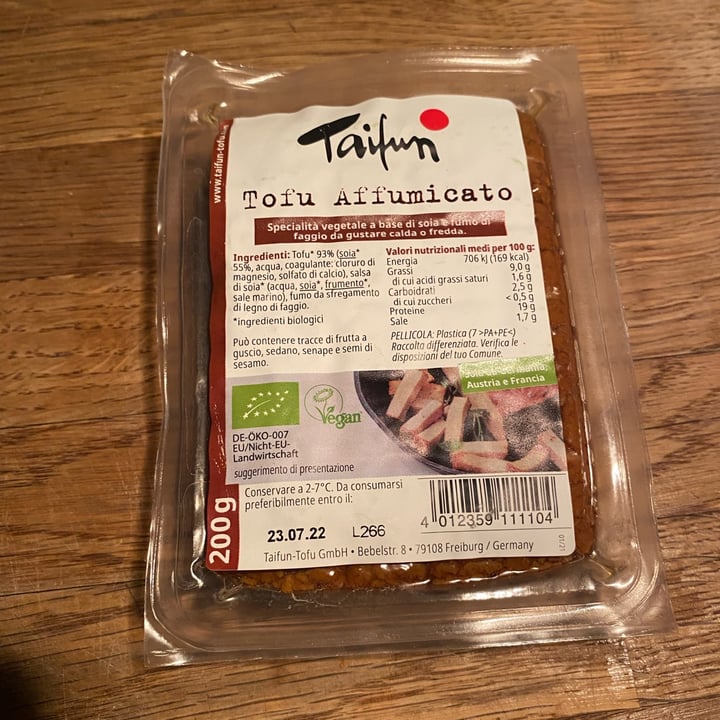 www.taifun-tofu.
Taifun
Tofu Affumicato
Specialità vegetale a base di soia e fumo di
faggio da gustare calda o fredda.
Ingredienti: Tofu* 93% (soia*
55%, acqua, coagulante: cloruro di
magnesio, solfato di calcio), salsa
di soia* (acqua, soia*, frumento*,
sale marino), fumo da sfregamento
di legno di faggio.
*ingredienti biologici
Può contenere tracce di frutta a
guscio, sedano, senape e semi di
sesamo.
Valori nutrizionali medi per 100 g:
Energia 706 kJ (169 kcal)
Grassi 9,0 g
di cui acidi grassi saturi 1,6 g
Carboidrati 2,5 g
di cui zuccheri < 0,5 g
Proteine 19 g
Sale 1,7 g
PELLICOLA: Plastica (7 >PA+PE<)
Raccolta differenziata. Verifica le
disposizioni del tuo Comune.
Austria e Francia
Vegan
DE-ÖKO-007
EU/Nicht-EU-
Landwirtschaft
suggerimento di presentazione
Conservare a 2-7°C. Da consumarsi
preferibilmente entro il:
23.07.22 L266
4 012359 111104
01/21
200g
Taifun-Tofu GmbH • Bebelstr. 8 • 79108 Freiburg / Germany